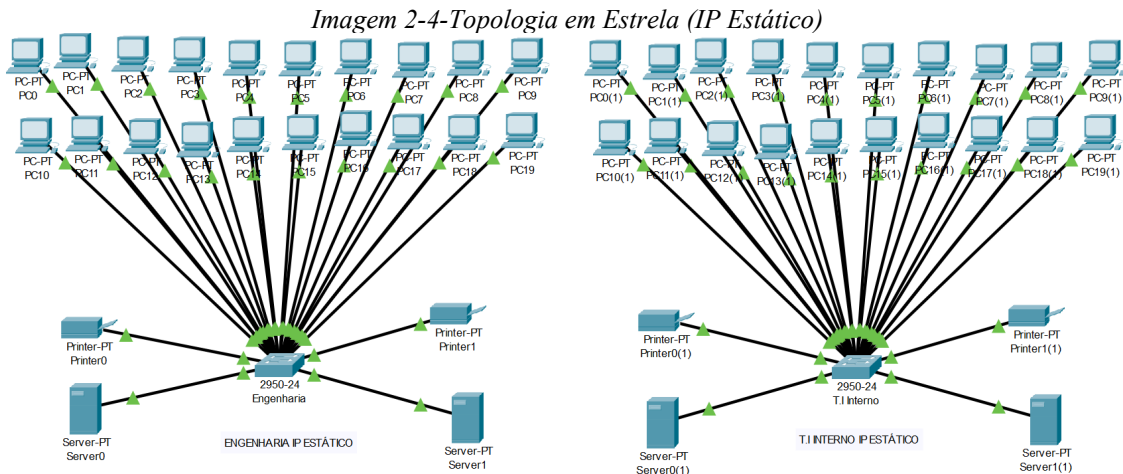 Imagem 2-4-Topologia em Estrela (IP Estático)
PC-PT
PC0
PC-PT
PC1
PC-PT
PC2
PC-PT
PC3
PC-PT
PC4
PC-PT
PC5
PC-PT
PC6
PC-PT
PC7
PC-PT
PC8
PC-PT
PC9
PC-PT
PC10
PC-PT
PC11
PC-PT
PC12
PC-PT
PC13
PC-PT
PC14
PC-PT
PC15
PC-PT
PC16
PC-PT
PC17
PC-PT
PC18
PC-PT
PC19
Printer-PT
Printer0
Printer-PT
Printer1
2950-24
Engenharia
Server-PT
Server0
Server-PT
Server1
ENGENHARIA IP ESTÁTICO
PC-PT
PC0(1)
PC-PT
PC1(1)
PC-PT
PC2(1)
PC-PT
PC3(1)
PC-PT
PC4(1)
PC-PT
PC5(1)
PC-PT
PC6(1)
PC-PT
PC7(1)
PC-PT
PC8(1)
PC-PT
PC9(1)
PC-PT
PC10(1)
PC-PT
PC11(1)
PC-PT
PC12(1)
PC-PT
PC13(1)
PC-PT
PC14(1)
PC-PT
PC15(1)
PC-PT
PC16(1)
PC-PT
PC17(1)
PC-PT
PC18(1)
PC-PT
PC19(1)
Printer-PT
Printer0(1)
Printer-PT
Printer1(1)
2950-24
T.I Interno
Server-PT
Server0(1)
Server-PT
Server1(1)
T.I INTERNO IP ESTÁTICO